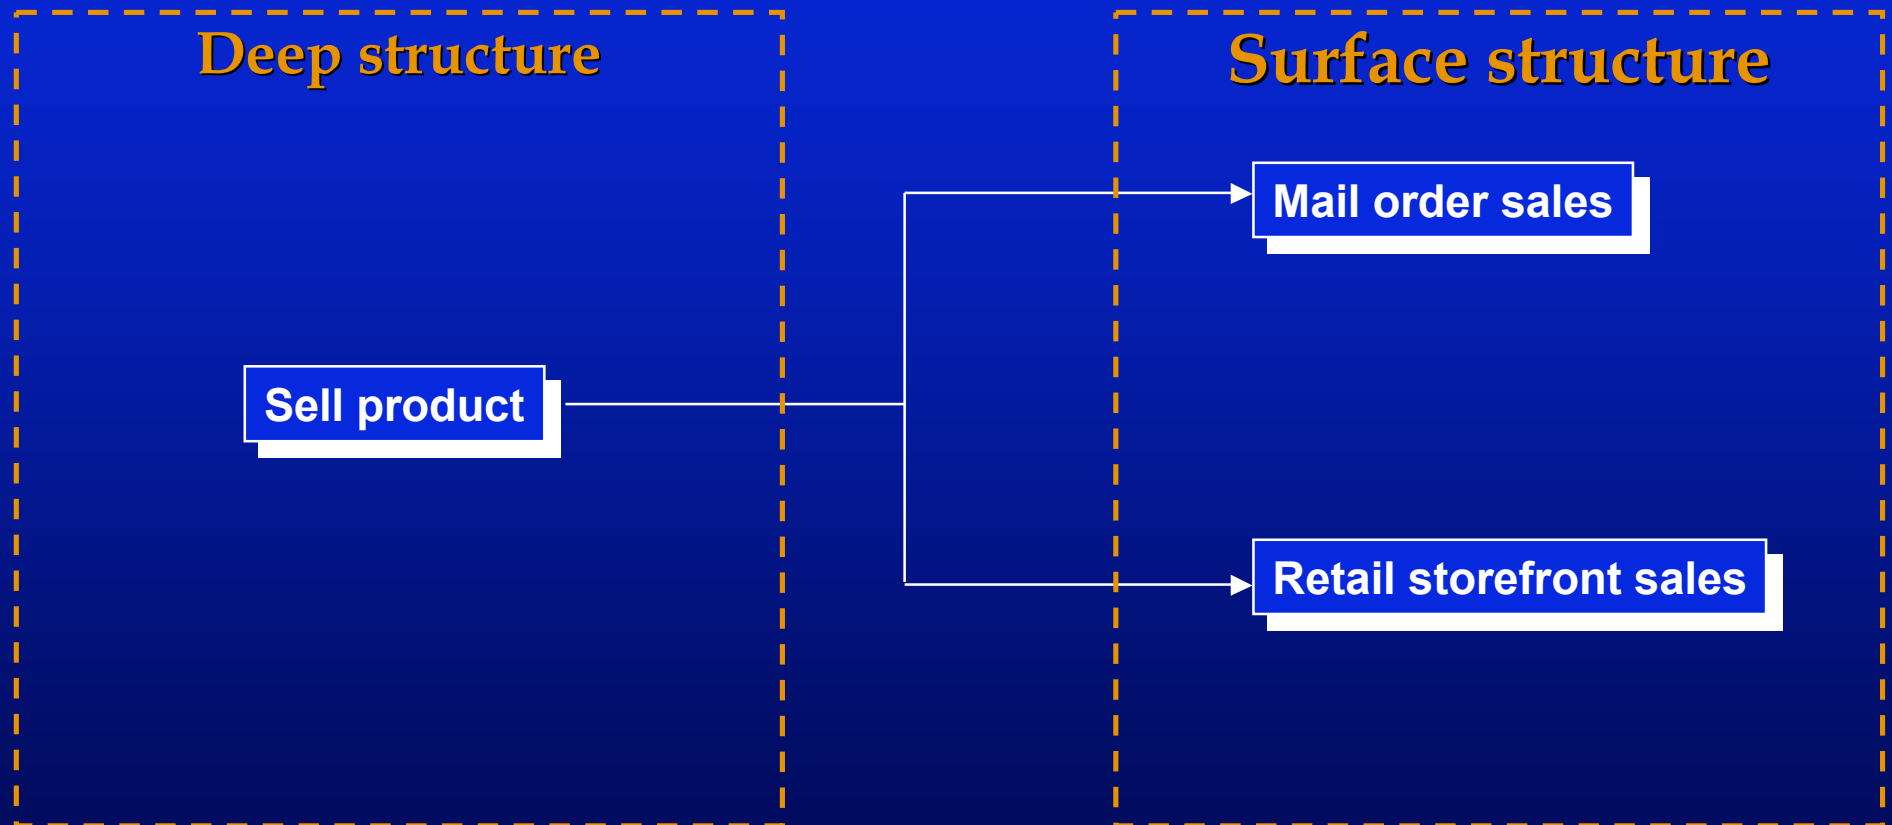 Deep structure
Surface structure
Mail order sales
Sell product
Retail storefront sales